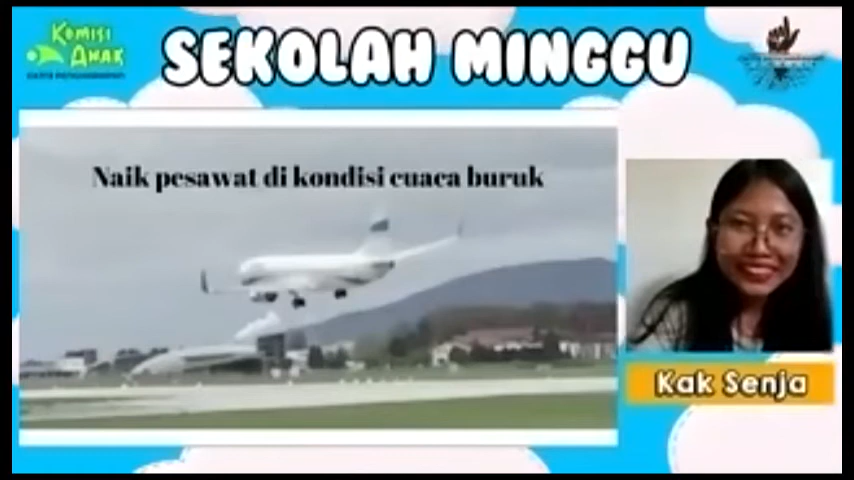 Komisi
Anak
SEKOLAH MINGGU
Naik pesawat di kondisi cuaca buruk
Kak Senja